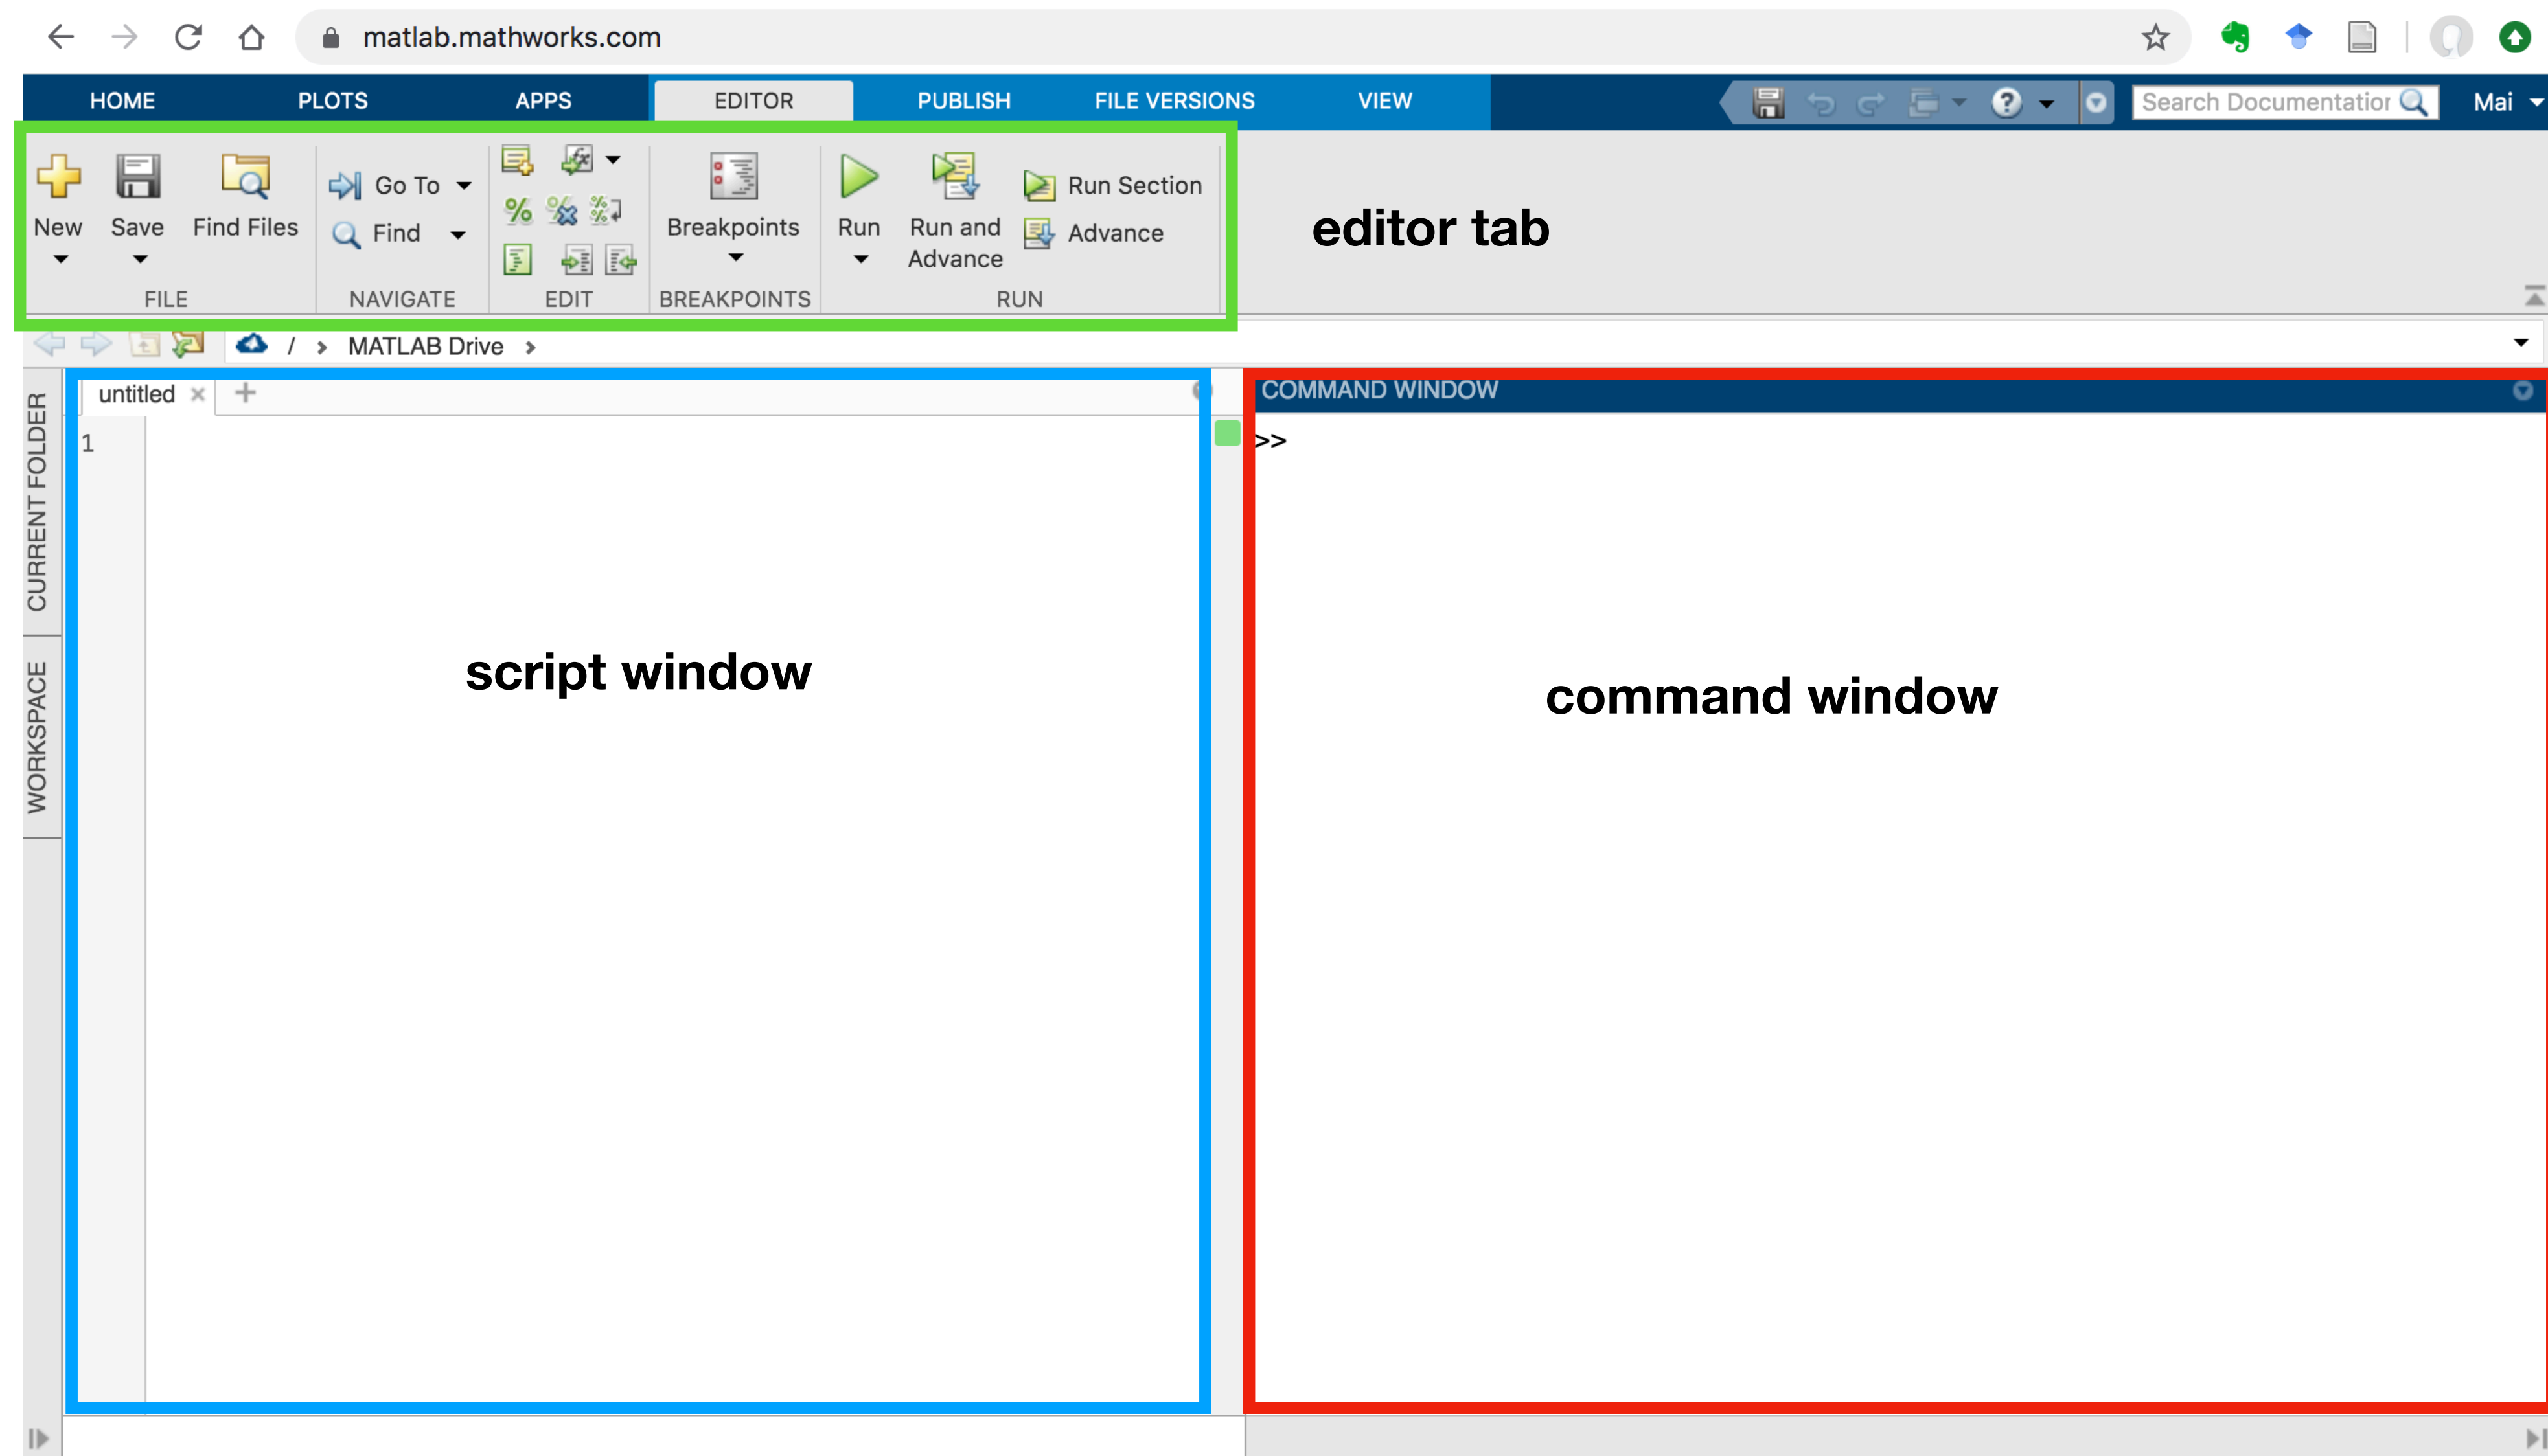 matlab.mathworks.com
HOME PLOTS APPS EDITOR PUBLISH FILE VERSIONS VIEW Search Documentation Mai
New Save Find Files Go To Find Breakpoints Run Run and Advance Run Section Advance
FILE NAVIGATE EDIT BREAKPOINTS RUN
editor tab
/ > MATLAB Drive >
CURRENT FOLDER
WORKSPACE
untitled × +
1
script window
COMMAND WINDOW
>>
command window